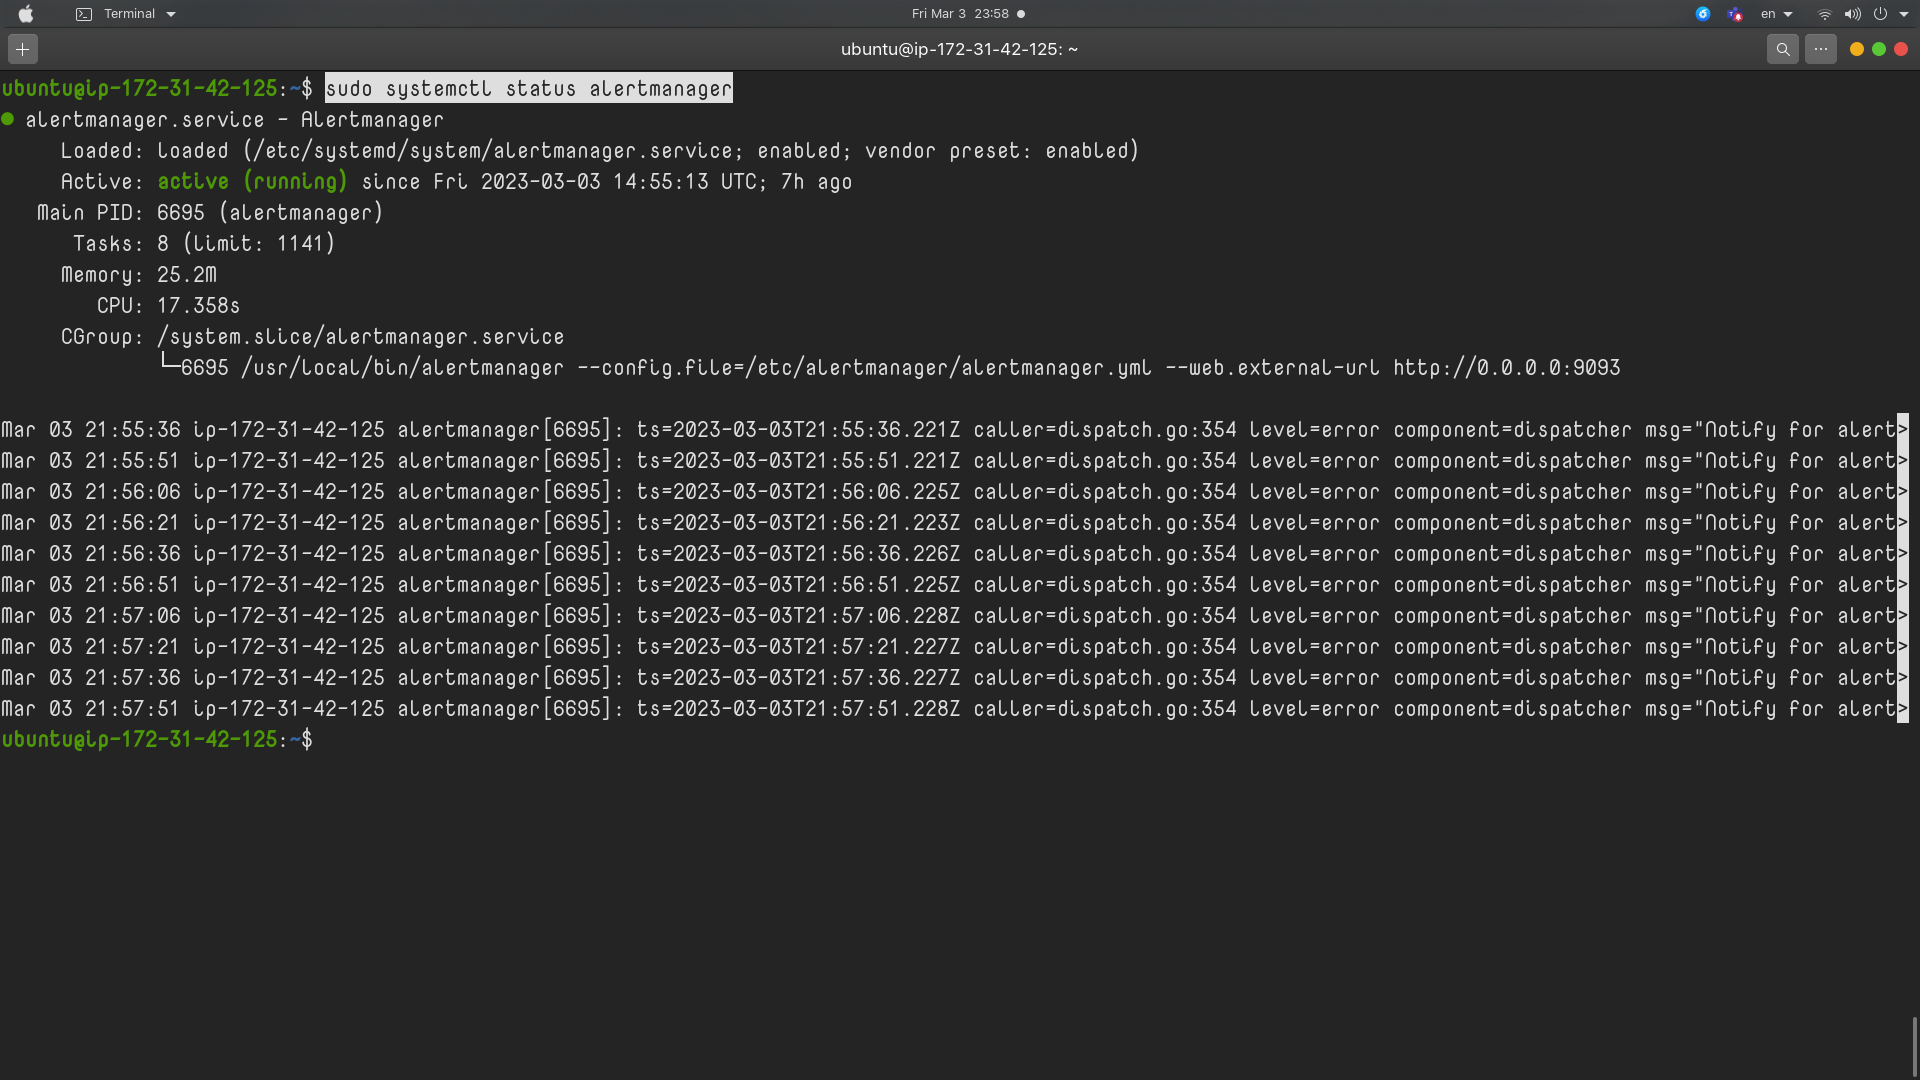 Terminal
Fri Mar 3 23:58
en
ubuntu@ip-172-31-42-125: ~
ubuntu@ip-172-31-42-125:~$ sudo systemctl status alertmanager
● alertmanager.service - Alertmanager
Loaded: loaded (/etc/systemd/system/alertmanager.service; enabled; vendor preset: enabled)
Active: active (running) since Fri 2023-03-03 14:55:13 UTC; 7h ago
Main PID: 6695 (alertmanager)
Tasks: 8 (limit: 1141)
Memory: 25.2M
CPU: 17.358s
CGroup: /system.slice/alertmanager.service
└─6695 /usr/local/bin/alertmanager --config.file=/etc/alertmanager/alertmanager.yml --web.external-url http://0.0.0.0:9093
Mar 03 21:55:36 ip-172-31-42-125 alertmanager[6695]: ts=2023-03-03T21:55:36.221Z caller=dispatch.go:354 level=error component=dispatcher msg="Notify for alert>
Mar 03 21:55:51 ip-172-31-42-125 alertmanager[6695]: ts=2023-03-03T21:55:51.221Z caller=dispatch.go:354 level=error component=dispatcher msg="Notify for alert>
Mar 03 21:56:06 ip-172-31-42-125 alertmanager[6695]: ts=2023-03-03T21:56:06.225Z caller=dispatch.go:354 level=error component=dispatcher msg="Notify for alert>
Mar 03 21:56:21 ip-172-31-42-125 alertmanager[6695]: ts=2023-03-03T21:56:21.223Z caller=dispatch.go:354 level=error component=dispatcher msg="Notify for alert>
Mar 03 21:56:36 ip-172-31-42-125 alertmanager[6695]: ts=2023-03-03T21:56:36.226Z caller=dispatch.go:354 level=error component=dispatcher msg="Notify for alert>
Mar 03 21:56:51 ip-172-31-42-125 alertmanager[6695]: ts=2023-03-03T21:56:51.225Z caller=dispatch.go:354 level=error component=dispatcher msg="Notify for alert>
Mar 03 21:57:06 ip-172-31-42-125 alertmanager[6695]: ts=2023-03-03T21:57:06.228Z caller=dispatch.go:354 level=error component=dispatcher msg="Notify for alert>
Mar 03 21:57:21 ip-172-31-42-125 alertmanager[6695]: ts=2023-03-03T21:57:21.227Z caller=dispatch.go:354 level=error component=dispatcher msg="Notify for alert>
Mar 03 21:57:36 ip-172-31-42-125 alertmanager[6695]: ts=2023-03-03T21:57:36.227Z caller=dispatch.go:354 level=error component=dispatcher msg="Notify for alert>
Mar 03 21:57:51 ip-172-31-42-125 alertmanager[6695]: ts=2023-03-03T21:57:51.228Z caller=dispatch.go:354 level=error component=dispatcher msg="Notify for alert>
ubuntu@ip-172-31-42-125:~$